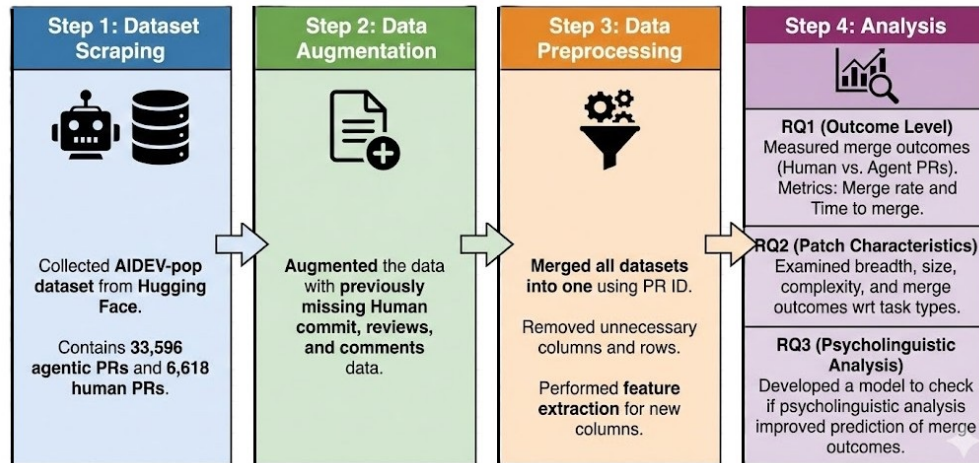 Step 1: Dataset
Scraping
Collected AIDEV-pop
dataset from Hugging
Face.
Contains 33,596
agentic PRs and 6,618
human PRs.
Step 2: Data
Augmentation
Augmented the data
with previously
missing Human
commit, reviews,
and comments
data.
Step 3: Data
Preprocessing
Merged all datasets
into one using PR ID.
Removed unnecessary
columns and rows.
Performed feature
extraction for new
columns.
Step 4: Analysis
RQ1 (Outcome Level)
Measured merge outcomes
(Human vs. Agent PRs).
Metrics: Merge rate and
Time to merge.
RQ2 (Patch Characteristics)
Examined breadth, size,
complexity, and merge
outcomes wrt task types.
RQ3 (Psycholinguistic
Analysis)
Developed a model to check
if psycholinguistic analysis
improved prediction of merge
outcomes.